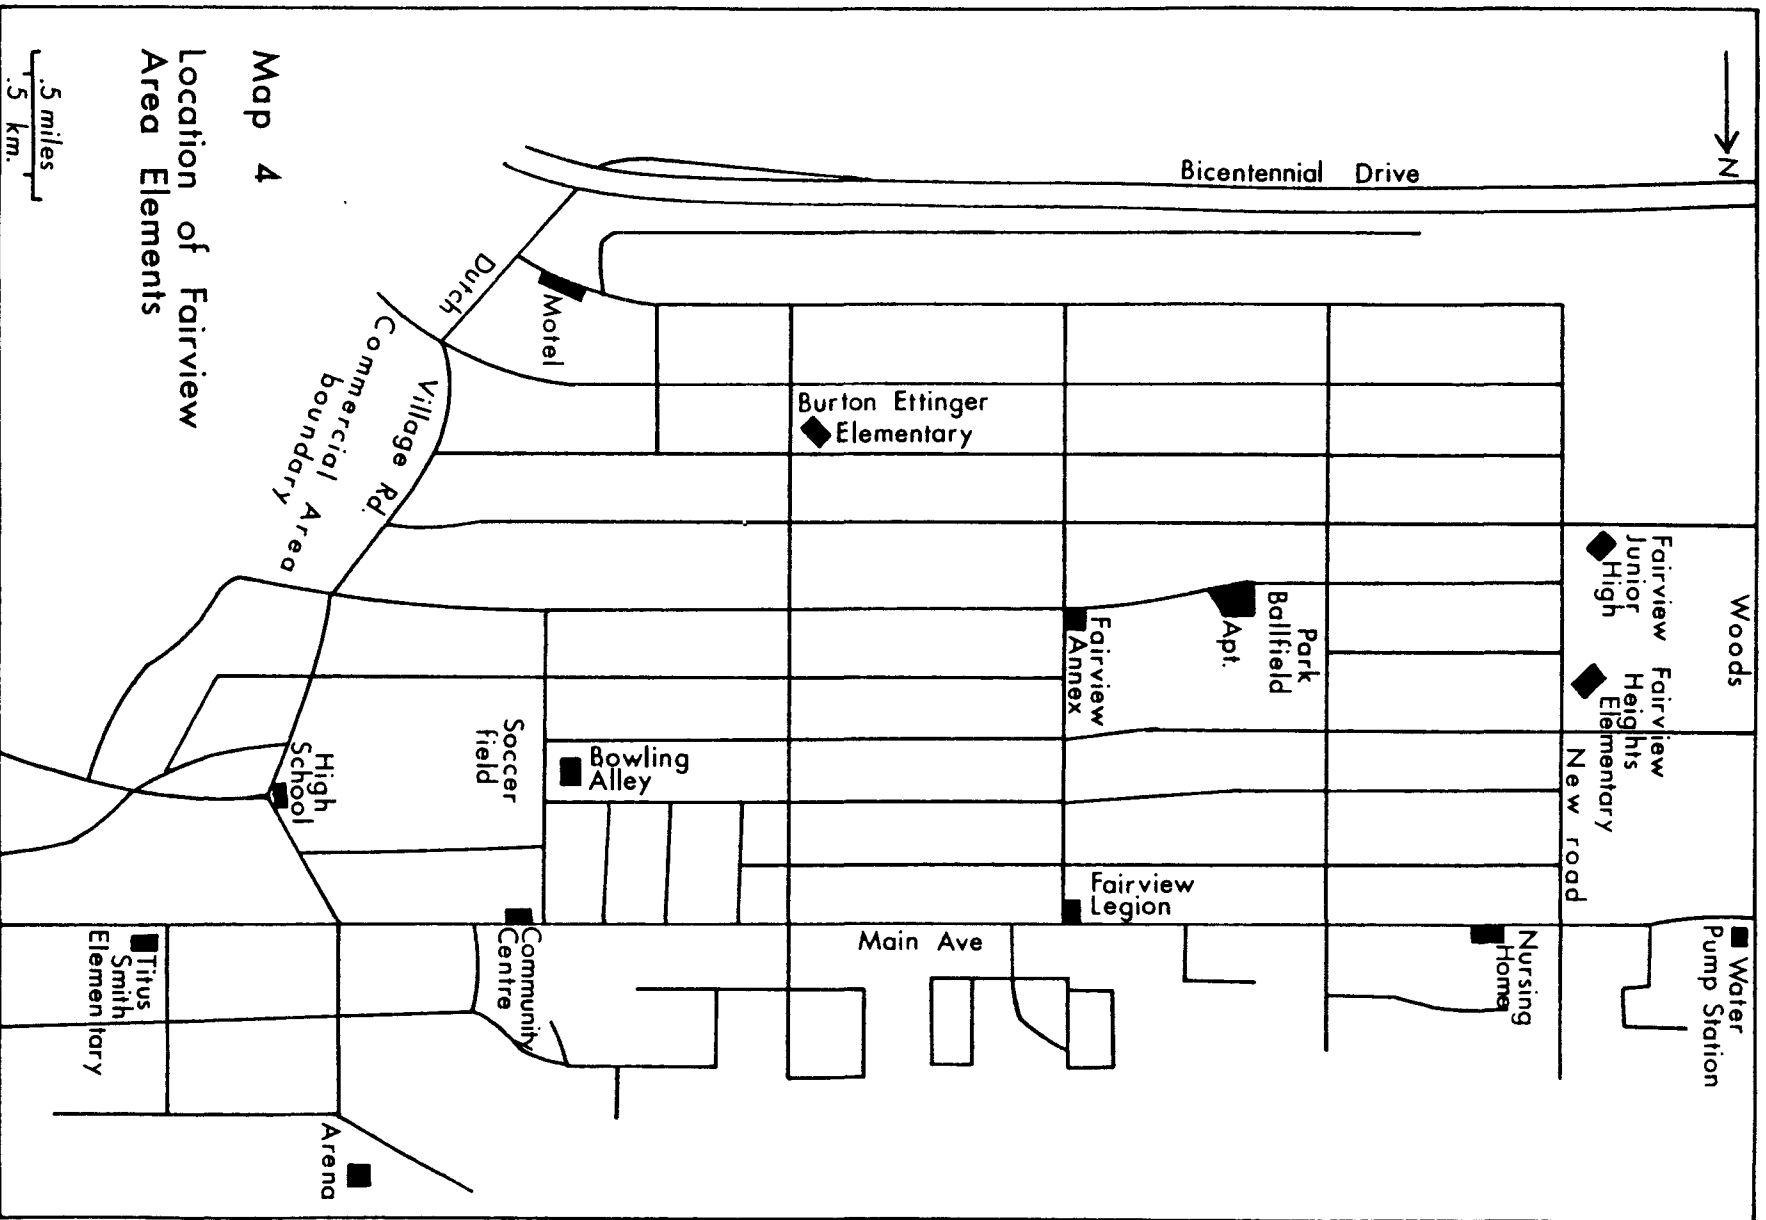 Map 4
Location of Fairview
Area Elements
.5 miles
.5 km.
N
Bicentennial Drive
Dutch
Village Rd.
Commercial Area
boundary
Motel
Burton Ettinger
Elementary
Fairview
Junior
High
Fairview
Heights
Elementary
Woods
Park
Ballfield
Apt.
Fairview
Annex
New road
Soccer
field
Bowling
Alley
High
School
Fairview
Legion
Main Ave
Community
Centre
Nursing
Home
Water
Pump Station
Titus
Smith
Elementary
Arena